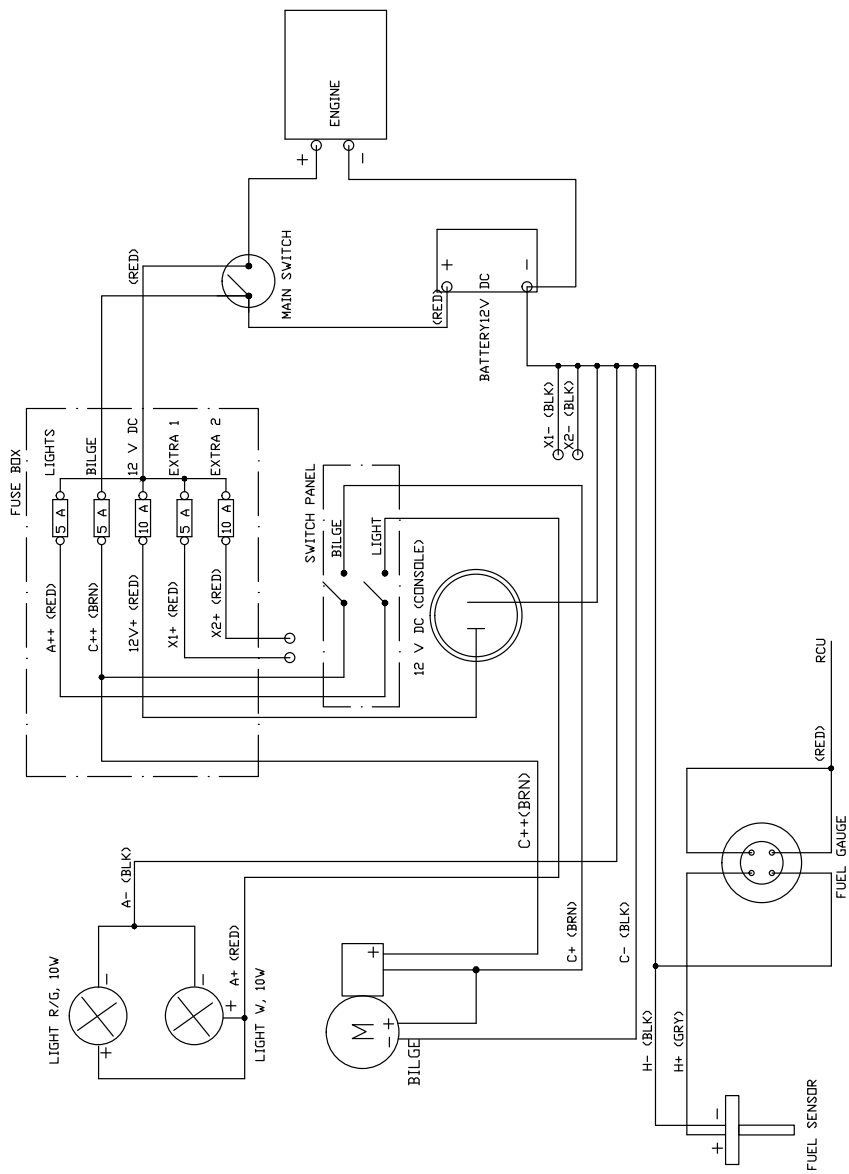 ENGINE
+
-
MAIN SWITCH
(RED)
(RED)
+
-
BATTERY12V DC
X1- (BLK)
X2- (BLK)
FUSE BOX
LIGHTS
BILGE
12 V DC
EXTRA 1
EXTRA 2
5 A
5 A
10 A
5 A
10 A
A++ (RED)
C++ (BRN)
12V+ (RED)
X1+ (RED)
X2+ (RED)
SWITCH PANEL
BILGE
LIGHT
12 V DC (CONSOLE)
C++(BRN)
A- (BLK)
A+ (RED)
LIGHT R/G, 10W
+
-
LIGHT W, 10W
+
-
C+ (BRN)
C- (BLK)
+
M
+
-
BILGE
RCU
(RED)
FUEL GAUGE
H- (BLK)
H+ (GRY)
+
-
FUEL SENSOR